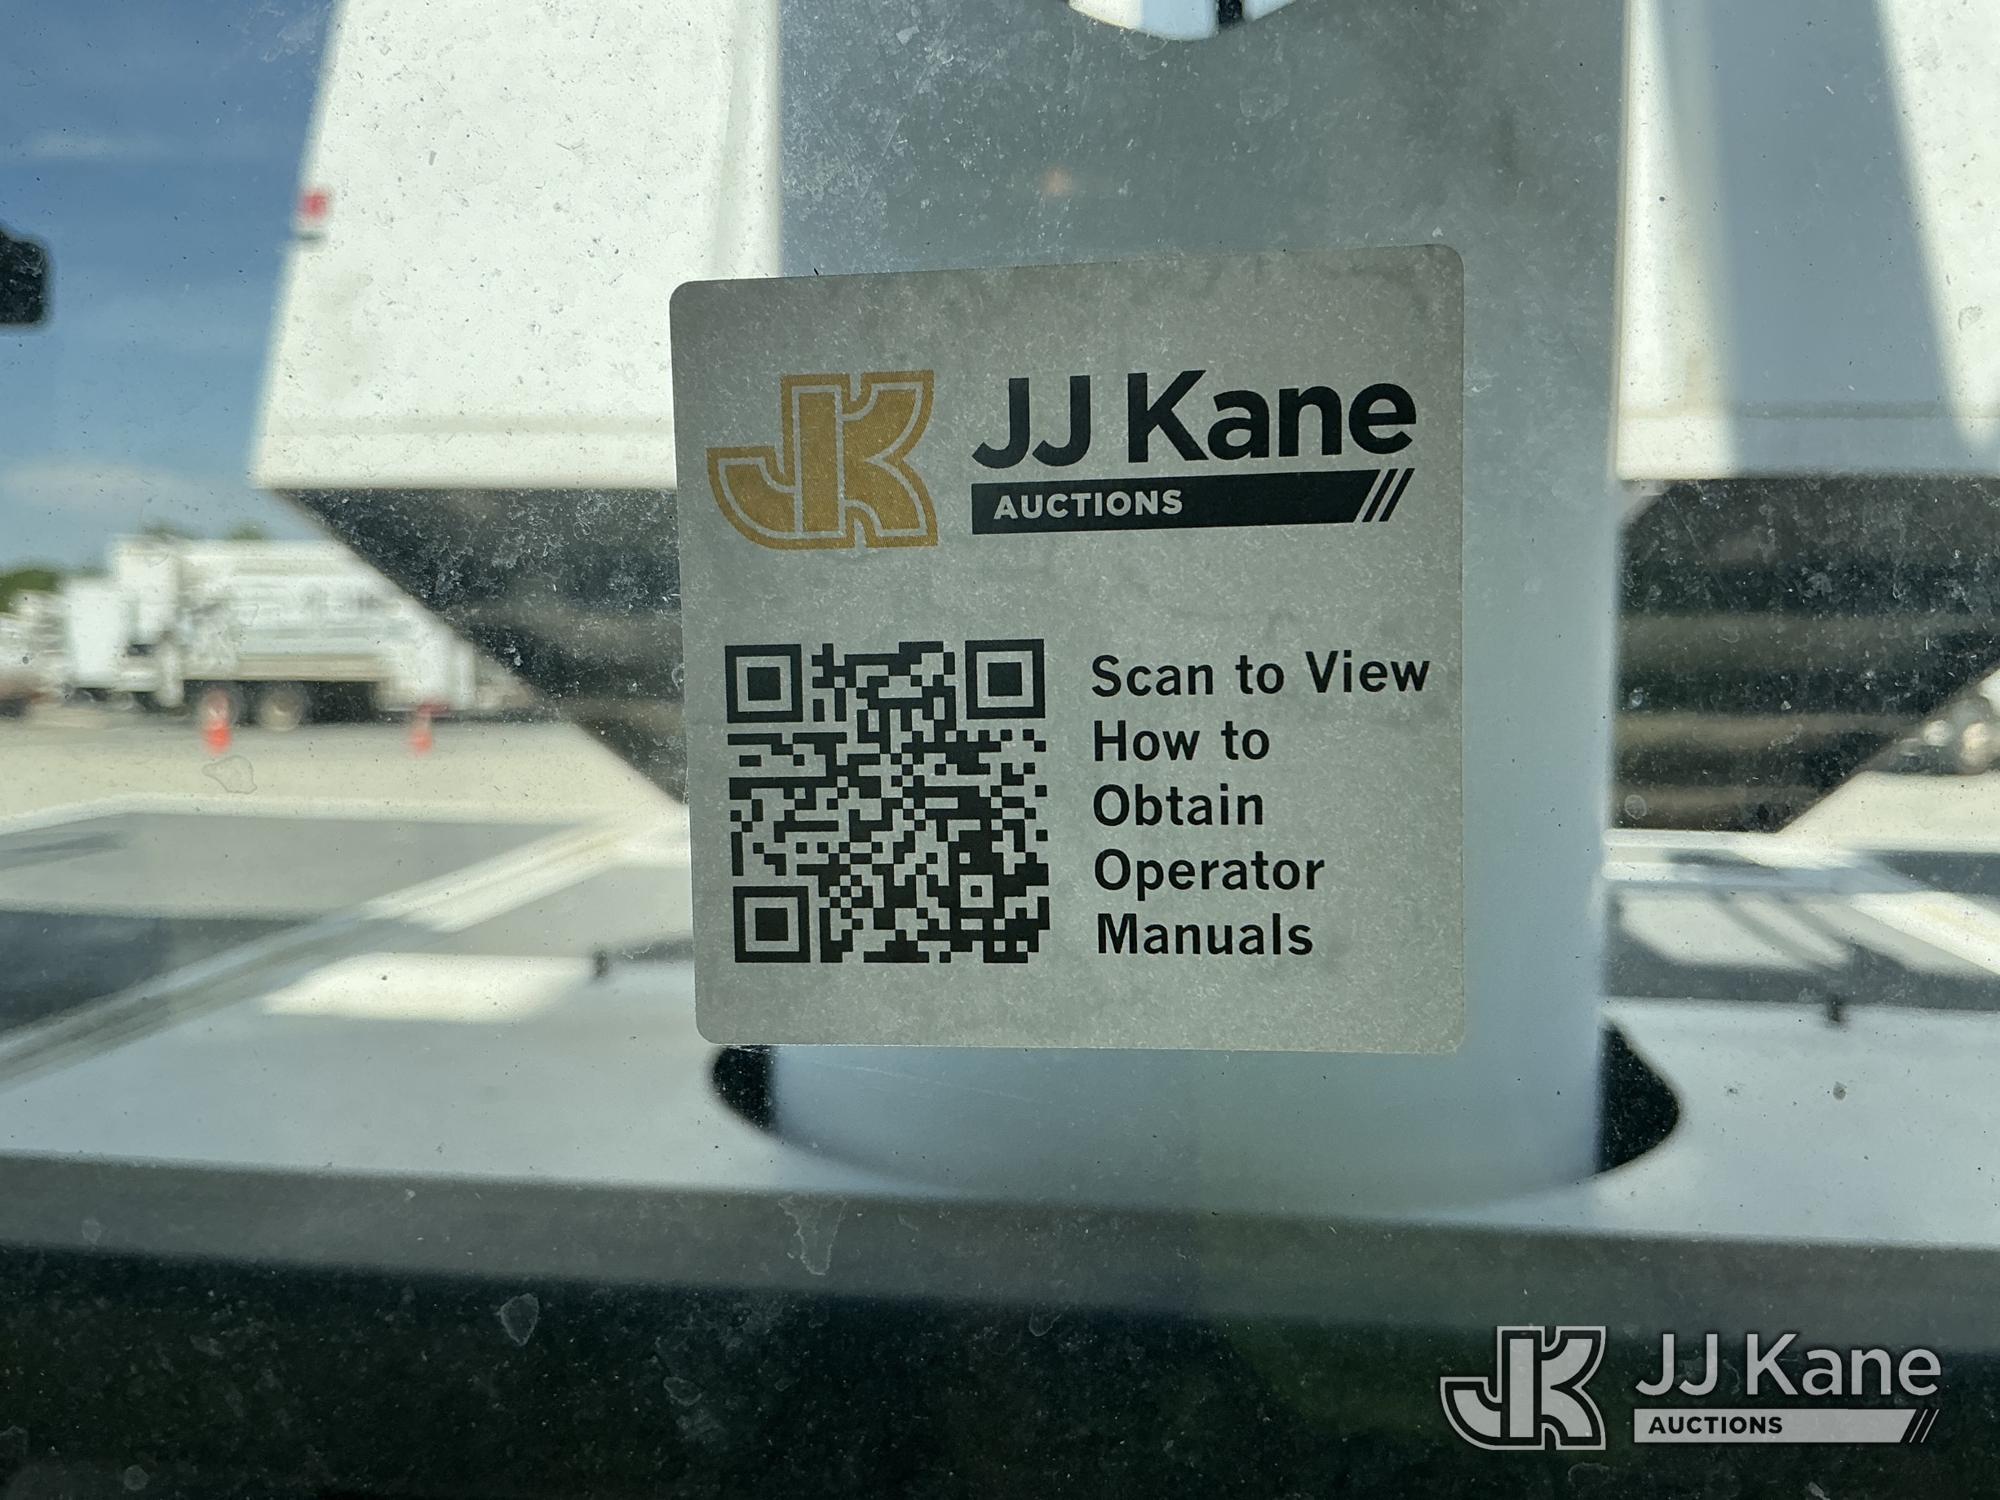 JK
JJ Kane
AUCTIONS
Scan to View
How to
Obtain
Operator
Manuals
JK
JJ Kane
AUCTIONS